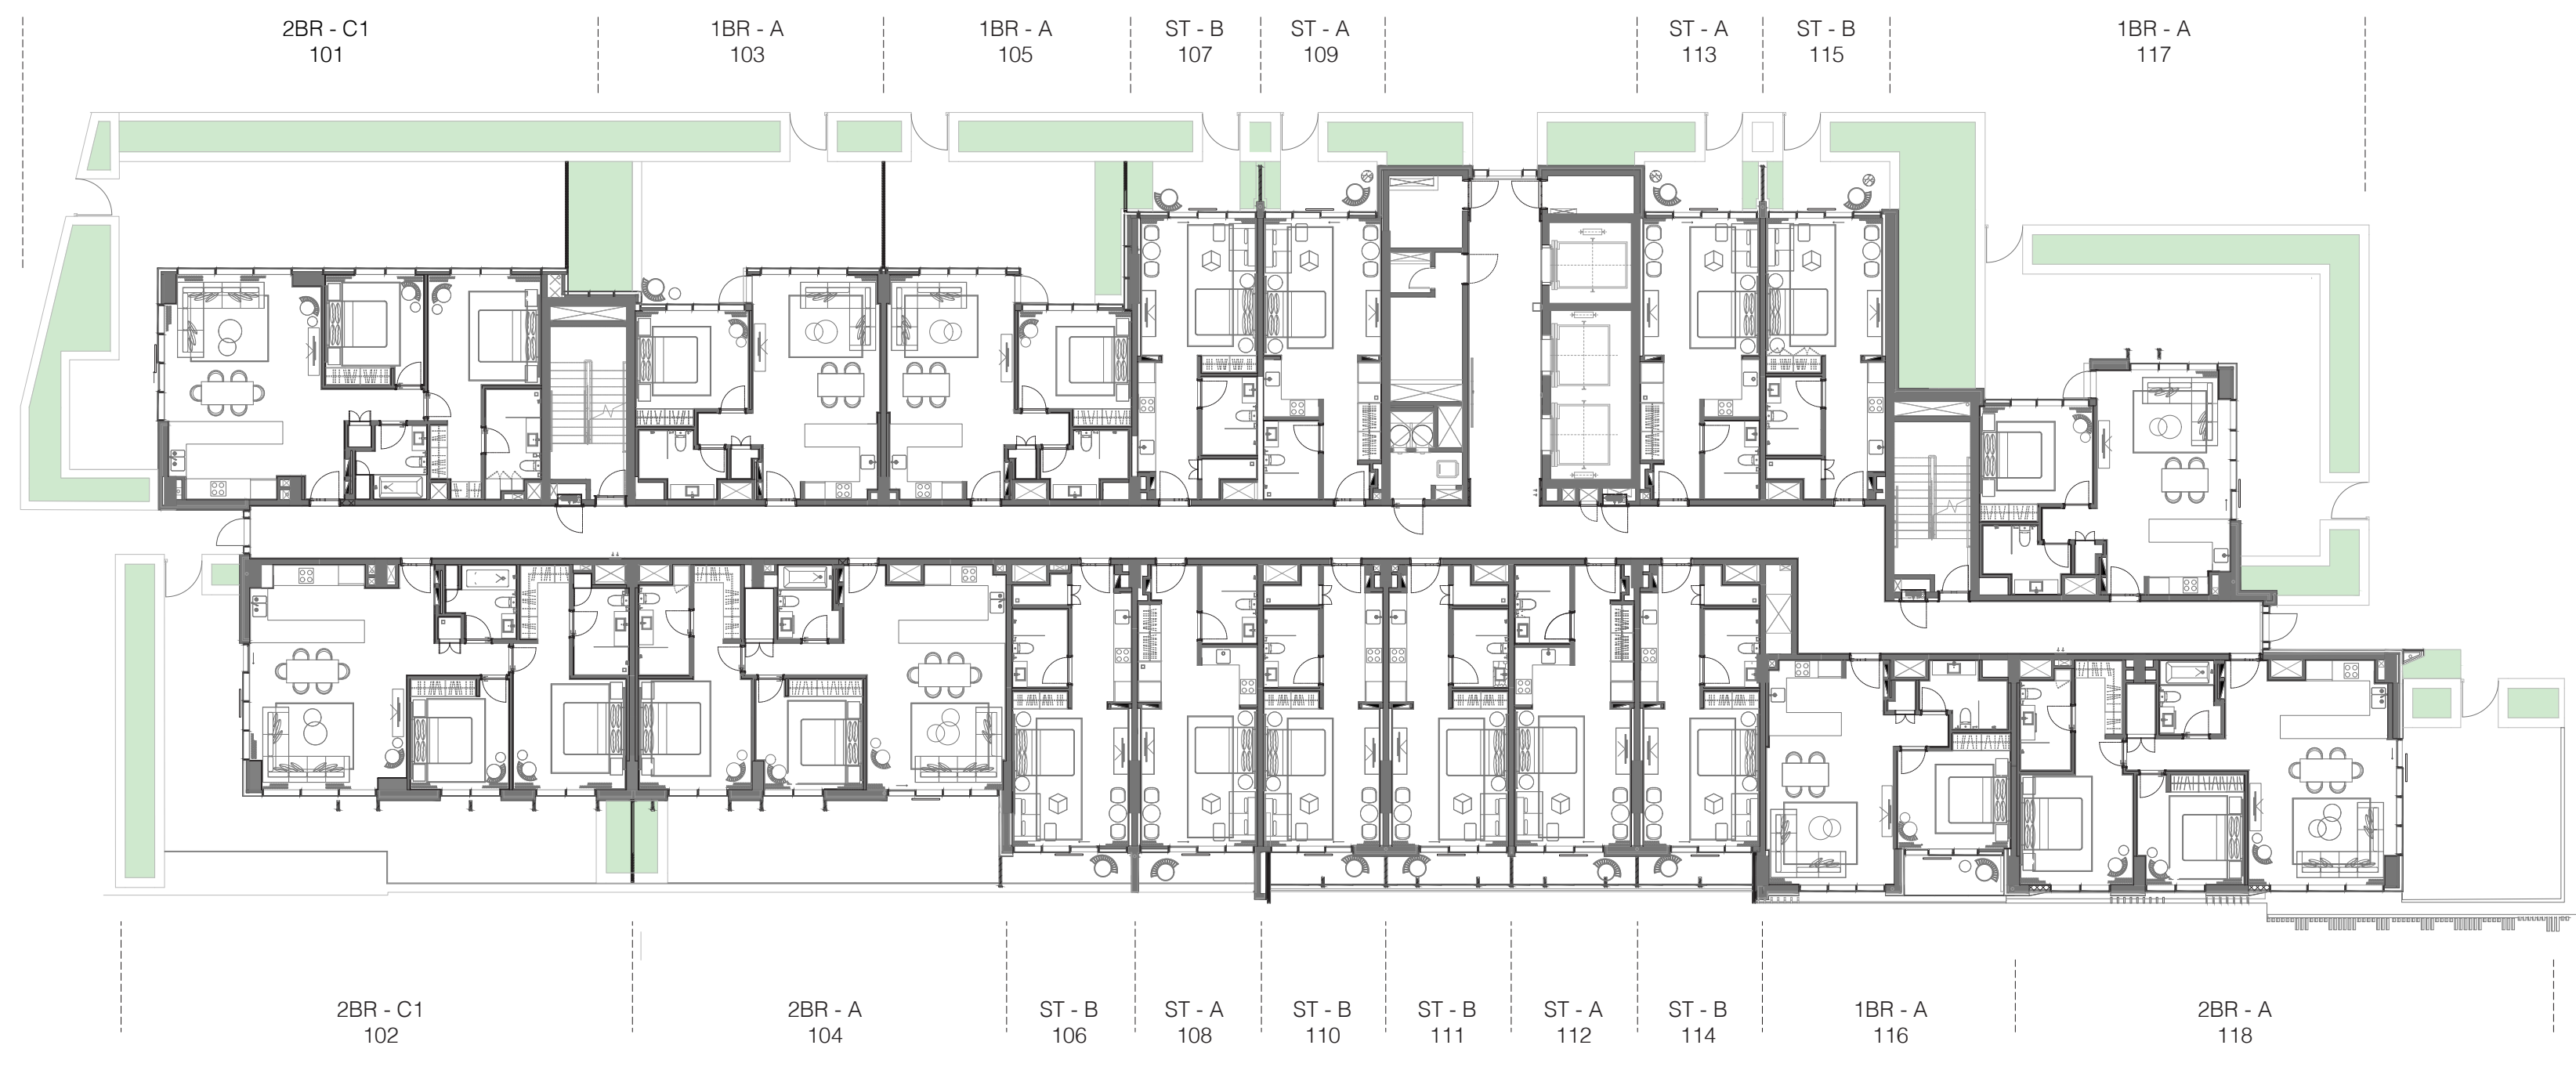 2BR - C1
101
1BR - A
103
1BR - A
105
ST - B
107
ST - A
109
ST - A
113
ST - B
115
1BR - A
117
2BR - C1
102
2BR - A
104
ST - B
106
ST - A
108
ST - B
110
ST - B
111
ST - A
112
ST - B
114
1BR - A
116
2BR - A
118